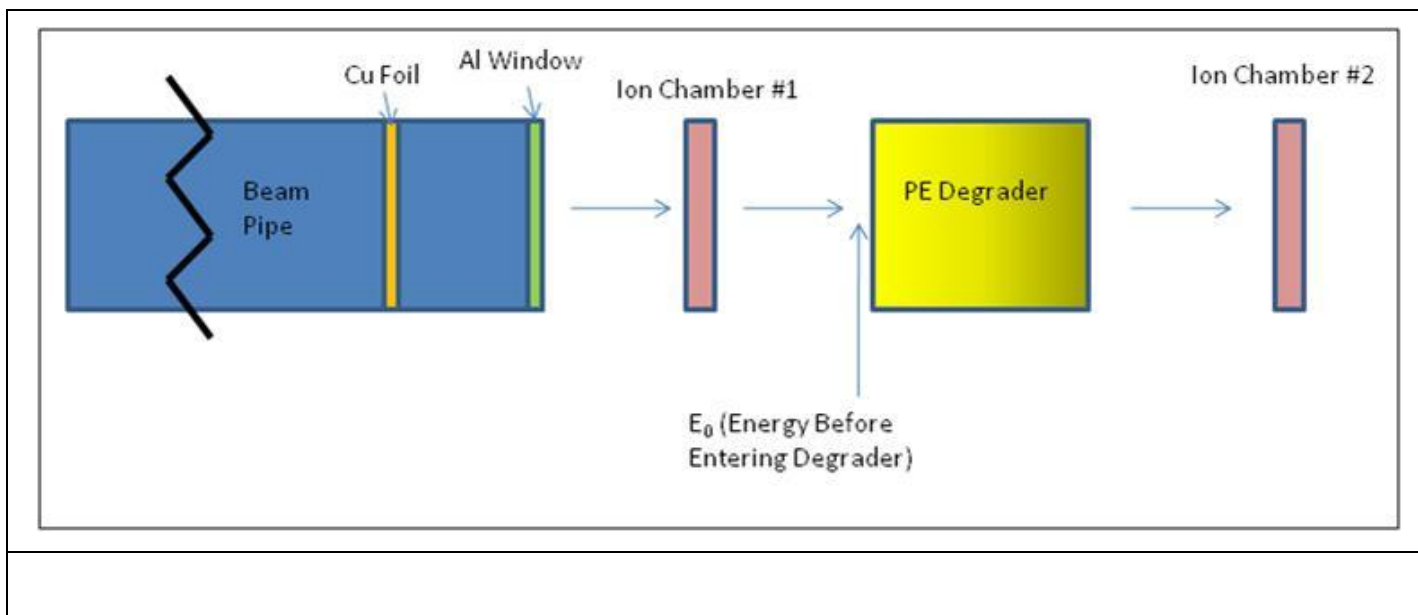 Cu Foil
Al Window
Ion Chamber #1
Ion Chamber #2
Beam
Pipe
PE Degrader
E₀ (Energy Before
Entering Degrader)